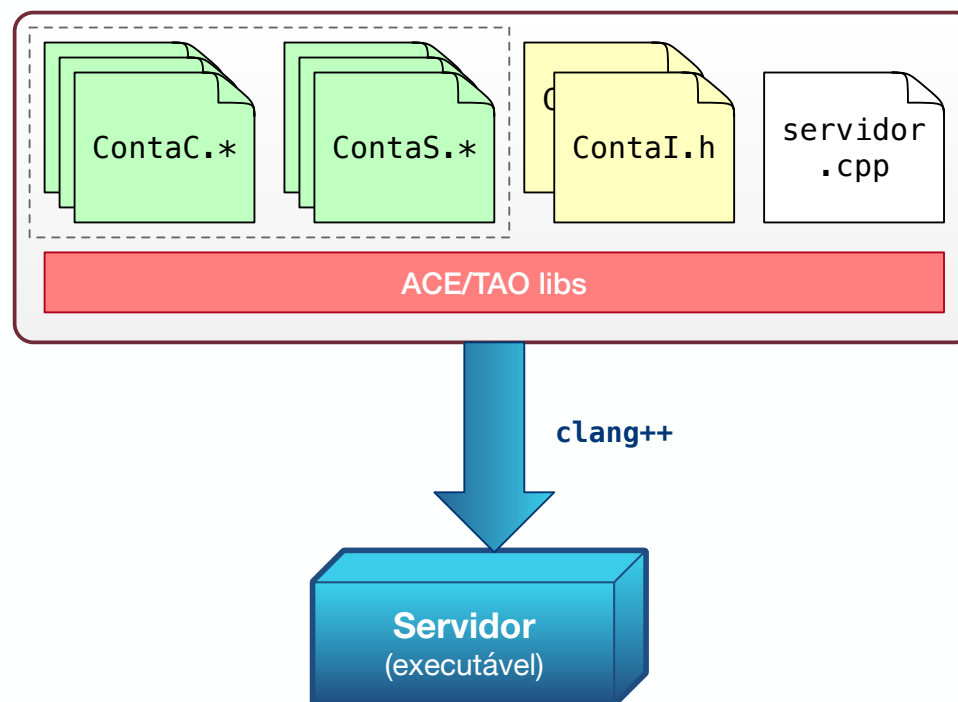 ContaC.*
ContaS.*
ContaI.h
servidor
.cpp
ACE/TAO libs
clang++
Servidor
(executável)